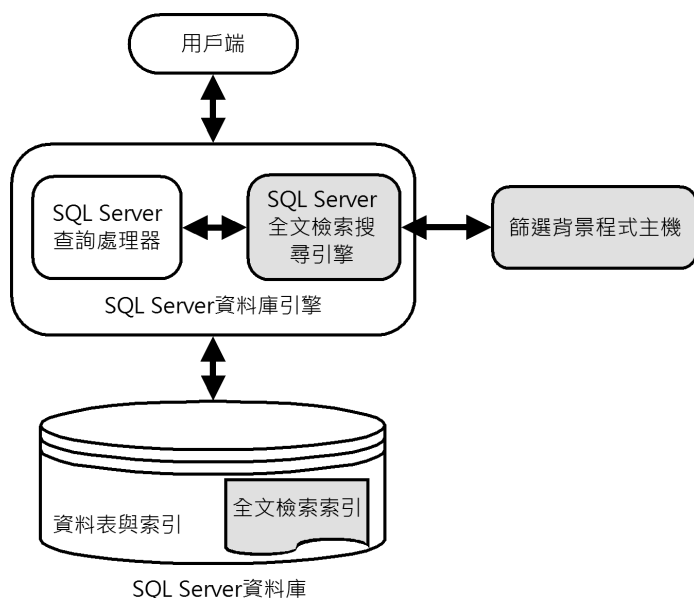 用戶端
SQL Server
查詢處理器
SQL Server
全文檢索搜
尋引擎
篩選背景程式主機
SQL Server資料庫引擎
全文檢索索引
資料表與索引
SQL Server資料庫